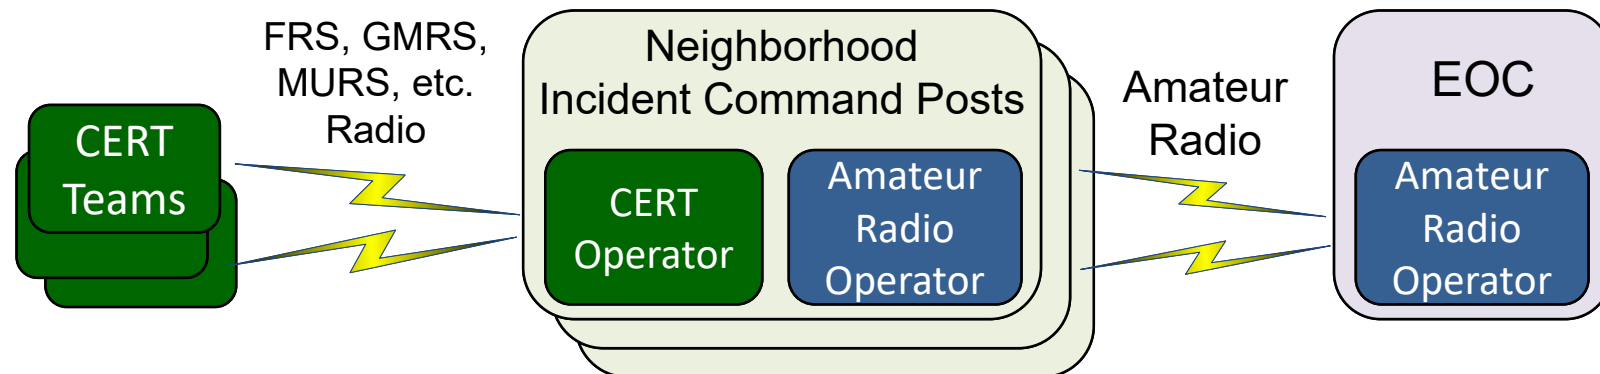 CERT
Teams
FRS, GMRS,
MURS, etc.
Radio
Neighborhood
Incident Command Posts
CERT
Operator
Amateur
Radio
Operator
Amateur
Radio
EOC
Amateur
Radio
Operator